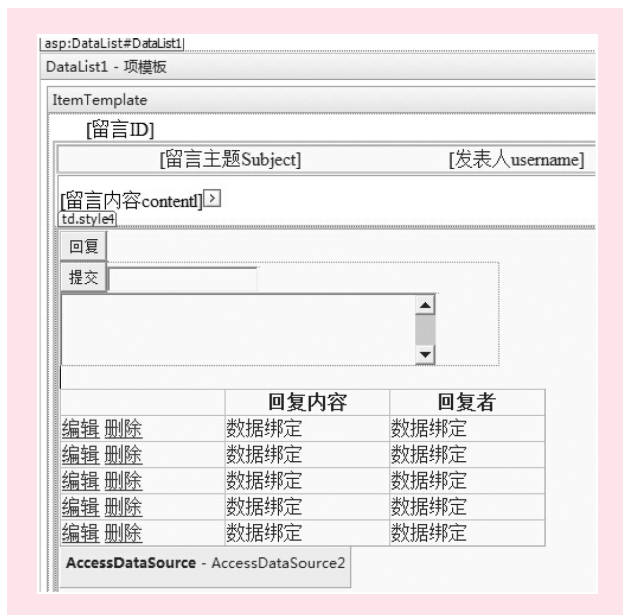 asp:DataList#DataList1
DataList1 - 项模板
ItemTemplate
[留言ID]
[留言主题Subject] [发表人username]
[留言内容contentl]
td.style4
回复
提交
回复内容 回复者
编辑 删除 数据绑定 数据绑定
编辑 删除 数据绑定 数据绑定
编辑 删除 数据绑定 数据绑定
编辑 删除 数据绑定 数据绑定
编辑 删除 数据绑定 数据绑定
AccessDataSource - AccessDataSource2